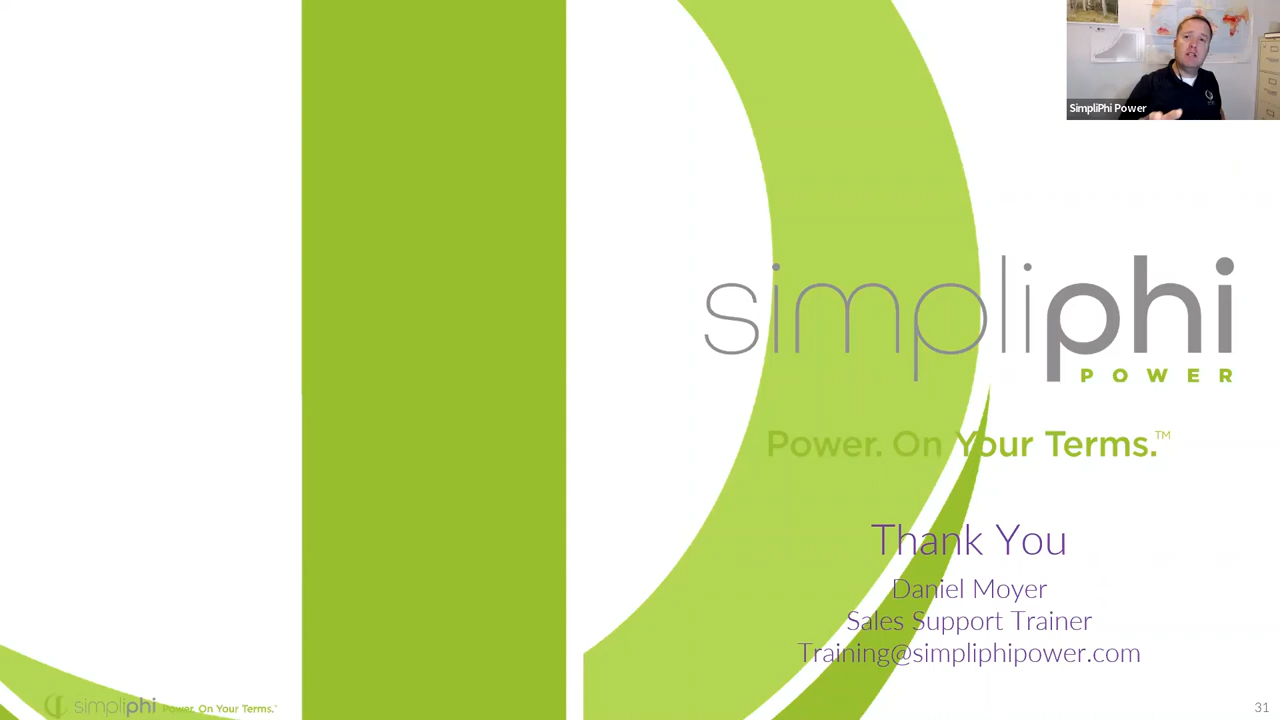 SimpliPhi Power
simpliphi
POWER
Power. On Your Terms.™
Thank You
Daniel Moyer
Sales Support Trainer
Training@simpliphipower.com
simpliphi Power. On Your Terms.™
31